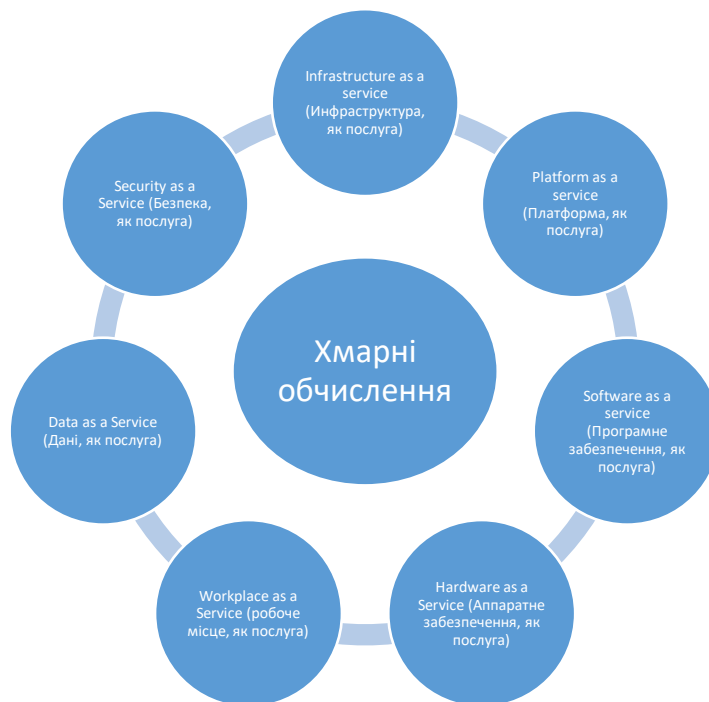 Infrastructure as a
service
(Инфраструктура,
як послуга)
Platform as a
service
(Платформа, як
послуга)
Software as a
service
(Програмне
забезпечення, як
послуга)
Hardware as a
Service (Аппаратне
забезпечення, як
послуга)
Workplace as a
Service (робоче
місце, як послуга)
Data as a Service
(Дані, як послуга)
Security as a
Service (Безпека,
як послуга)
Хмарні
обчислення